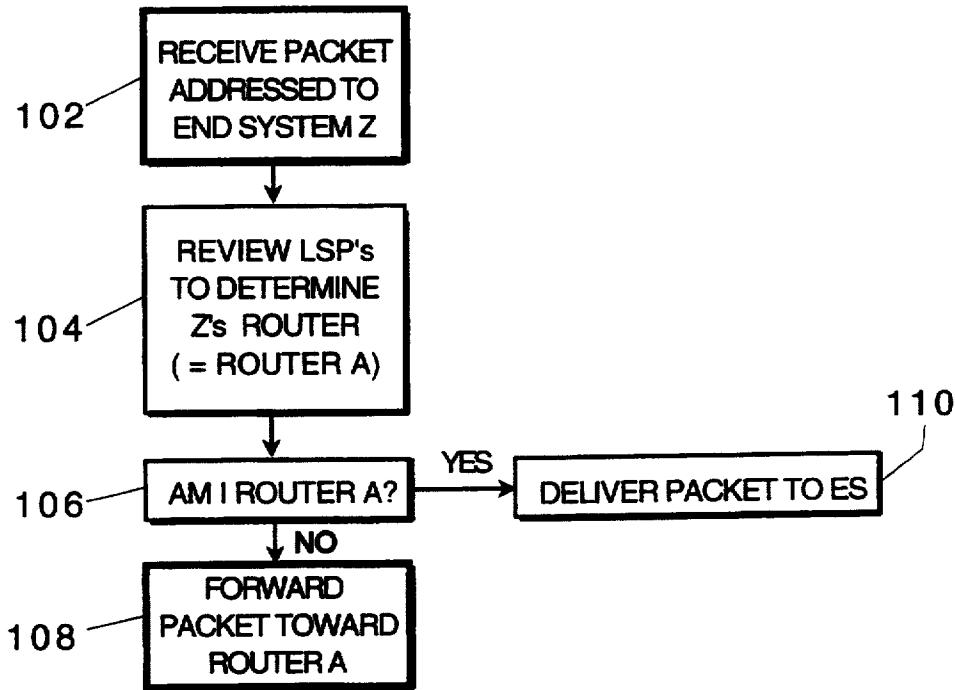 102
RECEIVE PACKET
ADDRESSED TO
END SYSTEM Z
104
REVIEW LSP's
TO DETERMINE
Z's ROUTER
( = ROUTER A)
106
AM I ROUTER A?
YES
110
DELIVER PACKET TO ES
NO
108
FORWARD
PACKET TOWARD
ROUTER A